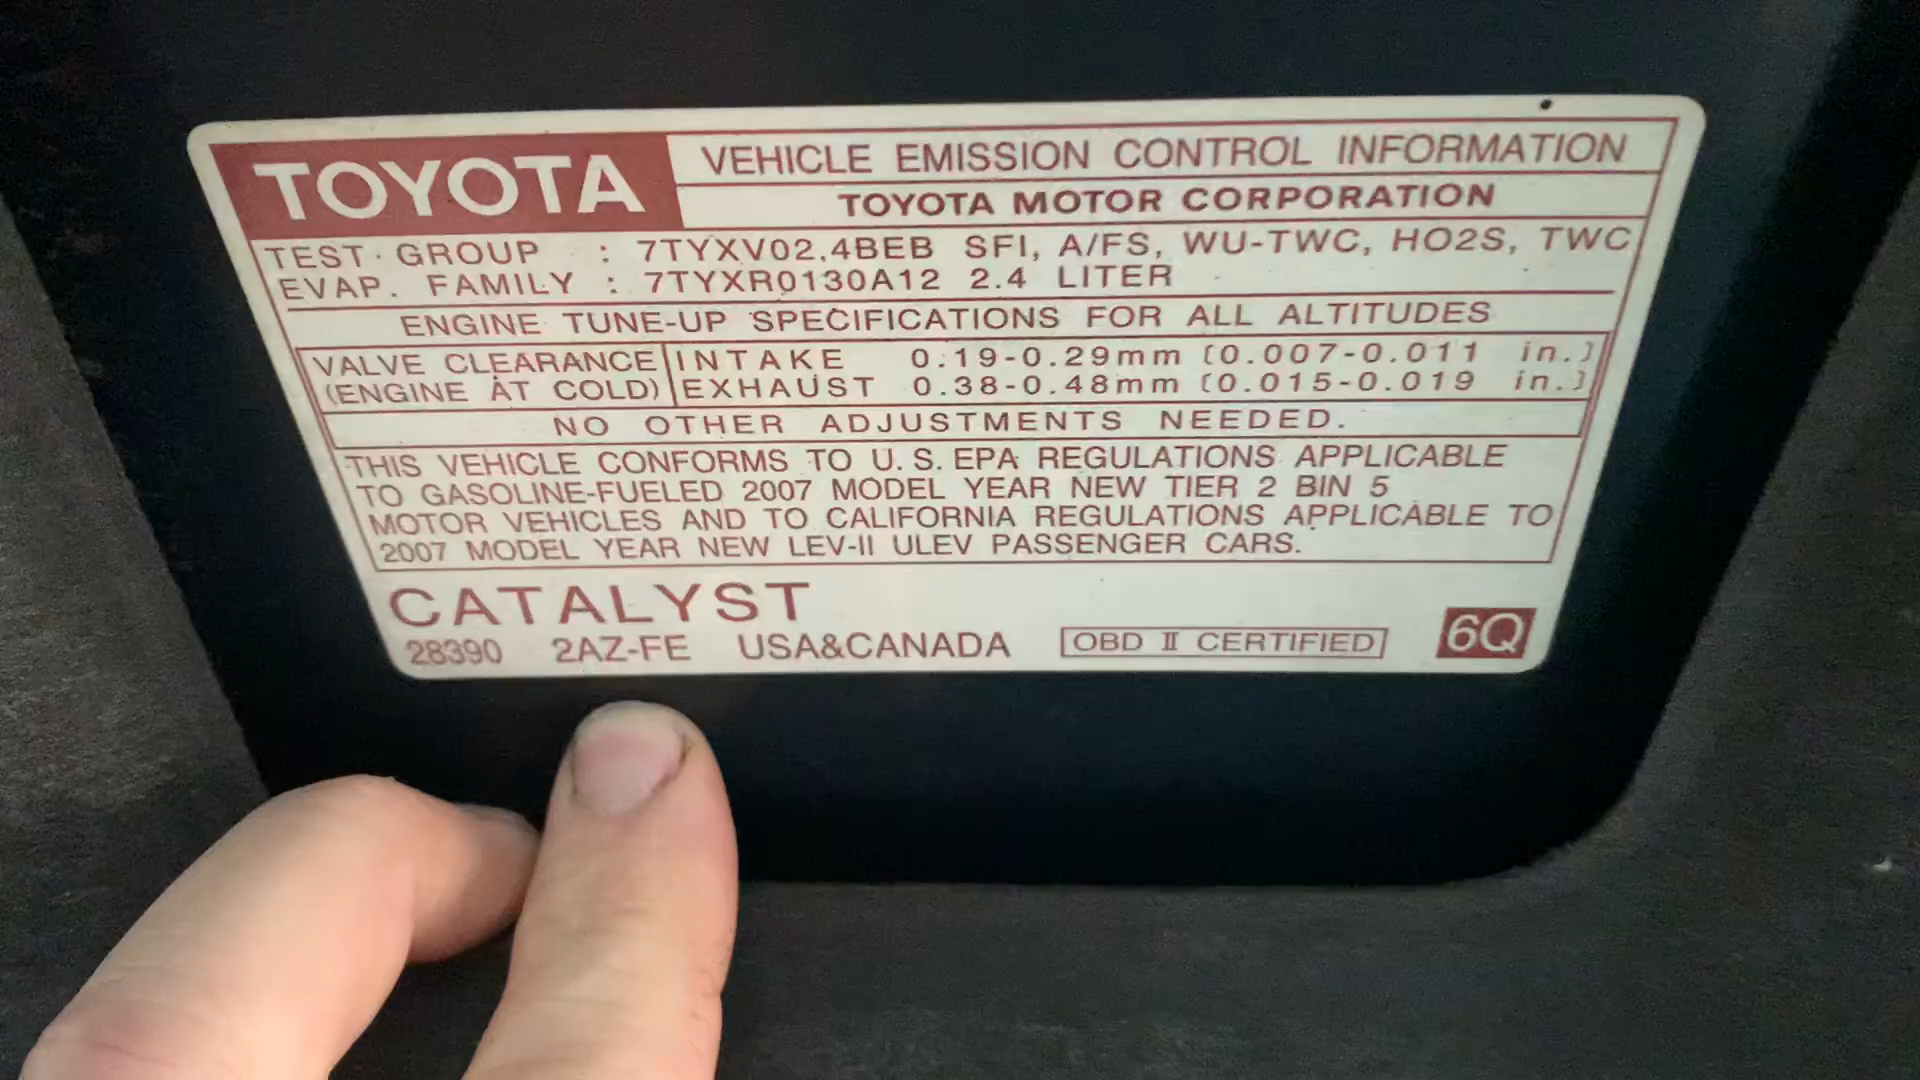 TOYOTA
VEHICLE EMISSION CONTROL INFORMATION
TOYOTA MOTOR CORPORATION
TEST GROUP : 7TYXV02.4BEB SFI, A/FS, WU-TWC, HO2S, TWC
EVAP. FAMILY : 7TYXR0130A12 2.4 LITER
ENGINE TUNE-UP SPECIFICATIONS FOR ALL ALTITUDES
VALVE CLEARANCE INTAKE 0.19-0.29mm (0.007-0.011 in.)
(ENGINE AT COLD) EXHAUST 0.38-0.48mm (0.015-0.019 in.)
NO OTHER ADJUSTMENTS NEEDED.
THIS VEHICLE CONFORMS TO U.S. EPA REGULATIONS APPLICABLE
TO GASOLINE-FUELED 2007 MODEL YEAR NEW TIER 2 BIN 5
MOTOR VEHICLES AND TO CALIFORNIA REGULATIONS APPLICABLE TO
2007 MODEL YEAR NEW LEV-II ULEV PASSENGER CARS.
CATALYST
28390 2AZ-FE USA&CANADA OBD II CERTIFIED 6Q